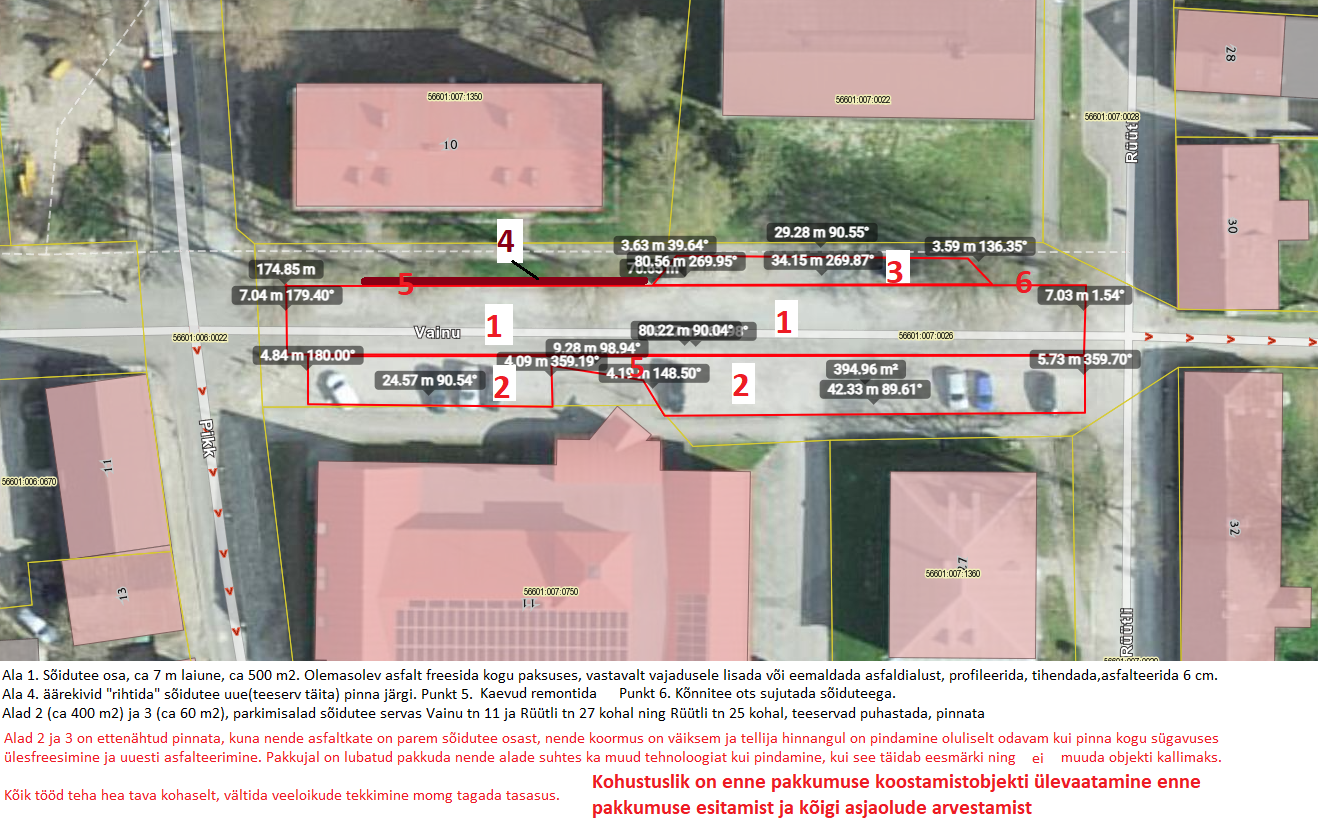 56601:007:1350
10
56601:007:0022
28
56601:007:0028
Rüütli
30
4
29.28 m 90.55°
3.63 m 39.64°
3.59 m 136.35°
80.56 m 269.95°
34.15 m 269.87°
3
174.85 m
5
6
7.04 m 179.40°
7.03 m 1.54°
1
1
Vainu
80.22 m 90.04°
56601:006:0022
56601:007:0026
9.28 m 98.94°
4.84 m 180.00°
4.09 m 359.19°
5
5.73 m 359.70°
4.19 m 148.50°
394.96 m²
24.57 m 90.54°
2
2
42.33 m 89.61°
Pikk
11
56601:006:0670
32
27
56601:007:1360
56601:007:0750
11
13
Rüütli
Ala 1. Sõidutee osa, ca 7 m laiune, ca 500 m2. Olemasolev asfalt freesida kogu paksuses, vastavalt vajadusele lisada või eemaldada asfaldialust, profileerida, tihendada,asfalteerida 6 cm.
Ala 4. äärekivid "rihtida" sõidutee uue(teeserv täita) pinna järgi. Punkt 5. Kaevud remontida Punkt 6. Kõnnitee ots sujutada sõiduteega.
Alad 2 (ca 400 m2) ja 3 (ca 60 m2), parkimisalad sõidutee servas Vainu tn 11 ja Rüütli tn 27 kohal ning Rüütli tn 25 kohal, teeservad puhastada, pinnata
Alad 2 ja 3 on ettenähtud pinnata, kuna nende asfaltkate on parem sõidutee osast, nende koormus on väiksem ja tellija hinnangul on pindamine oluliselt odavam kui pinna kogu sügavuses
ülesfreesimine ja uuesti asfalteerimine. Pakkujal on lubatud pakkuda nende alade suhtes ka muud tehnoloogiat kui pindamine, kui see täidab eesmärki ning ei muuda objekti kallimaks.
Kohustuslik on enne pakkumuse koostamistobjekti ülevaatamine enne
pakkumuse esitamist ja kõigi asjaolude arvestamist
Kõik tööd teha hea tava kohaselt, vältida veeloikude tekkimine momg tagada tasasus.